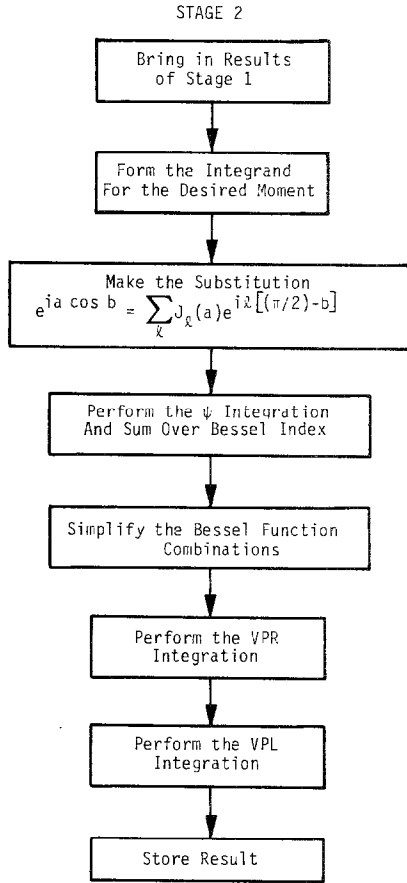 STAGE 2
Bring in Results
of Stage 1
Form the Integrand
For the Desired Moment
Make the Substitution
e^{ia cos b} = ∑_ℓ J_ℓ(a)e^{iℓ[(π/2)-b]}
Perform the ψ Integration
And Sum Over Bessel Index
Simplify the Bessel Function
Combinations
Perform the VPR
Integration
Perform the VPL
Integration
Store Result